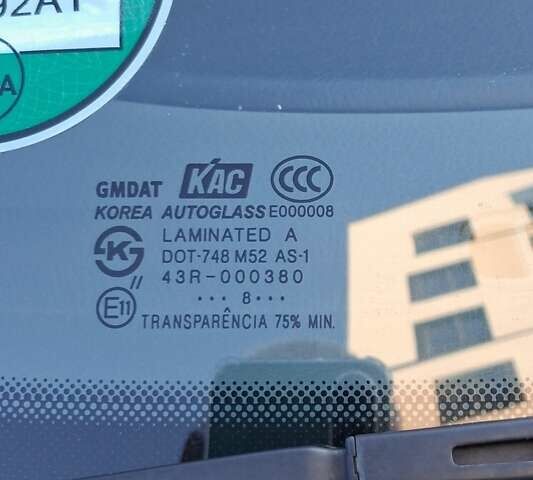 92A1
A
GMDAT KAC CCC
KOREA AUTOGLASS E000008
LAMINATED A
DOT-748 M52 AS-1
43R-000380
··· 8···
E11
TRANSPARÊNCIA 75% MIN.